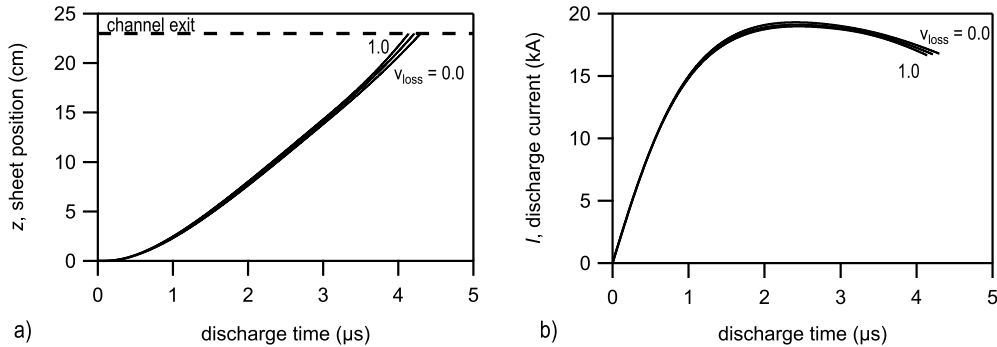 25
20
15
10
5
0
z, sheet position (cm)
channel exit
1.0
v_loss = 0.0
0 1 2 3 4 5
discharge time (µs)
a)
20
15
10
5
0
I, discharge current (kA)
v_loss = 0.0
1.0
0 1 2 3 4 5
discharge time (µs)
b)